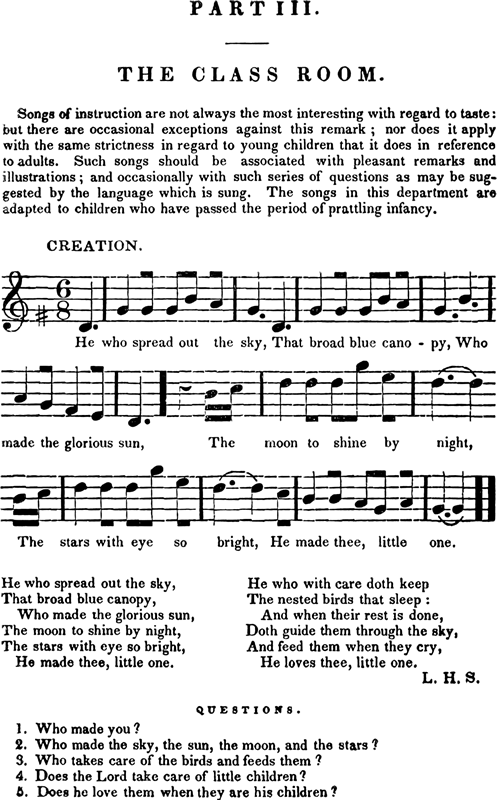 PART III.
THE CLASS ROOM.
Songs of instruction are not always the most interesting with regard to taste:
but there are occasional exceptions against this remark; nor does it apply
with the same strictness in regard to young children that it does in reference
to adults. Such songs should be associated with pleasant remarks and
illustrations; and occasionally with such series of questions as may be sug-
gested by the language which is sung. The songs in this department are
adapted to children who have passed the period of prattling infancy.
CREATION.
6
8
He who spread out the sky, That broad blue cano - py, Who
made the glorious sun, The moon to shine by night,
The stars with eye so bright, He made thee, little one.
He who spread out the sky,
That broad blue canopy,
Who made the glorious sun,
The moon to shine by night,
The stars with eye so bright,
He made thee, little one.
He who with care doth keep
The nested birds that sleep:
And when their rest is done,
Doth guide them through the sky,
And feed them when they cry,
He loves thee, little one.
L. H. S.
QUESTIONS.
1. Who made you?
2. Who made the sky, the sun, the moon, and the stars?
3. Who takes care of the birds and feeds them?
4. Does the Lord take care of little children?
5. Does he love them when they are his children?